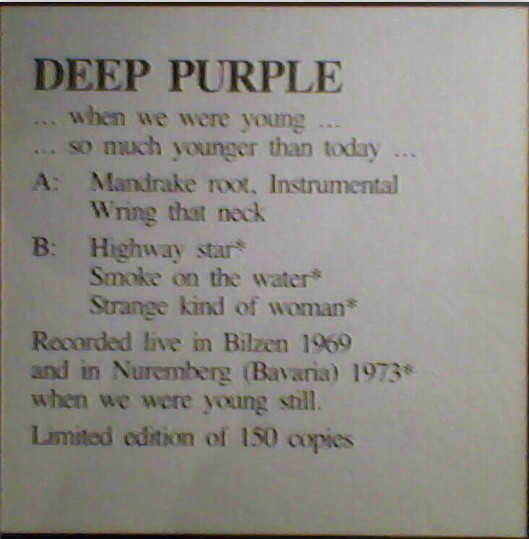 DEEP PURPLE
... when we were young ...
... so much younger than today ...
A: Mandrake root, Instrumental
Wring that neck
B: Highway star*
Smoke on the water*
Strange kind of woman*
Recorded live in Bilzen 1969
and in Nuremberg (Bavaria) 1973*
when we were young still.
Limited edition of 150 copies